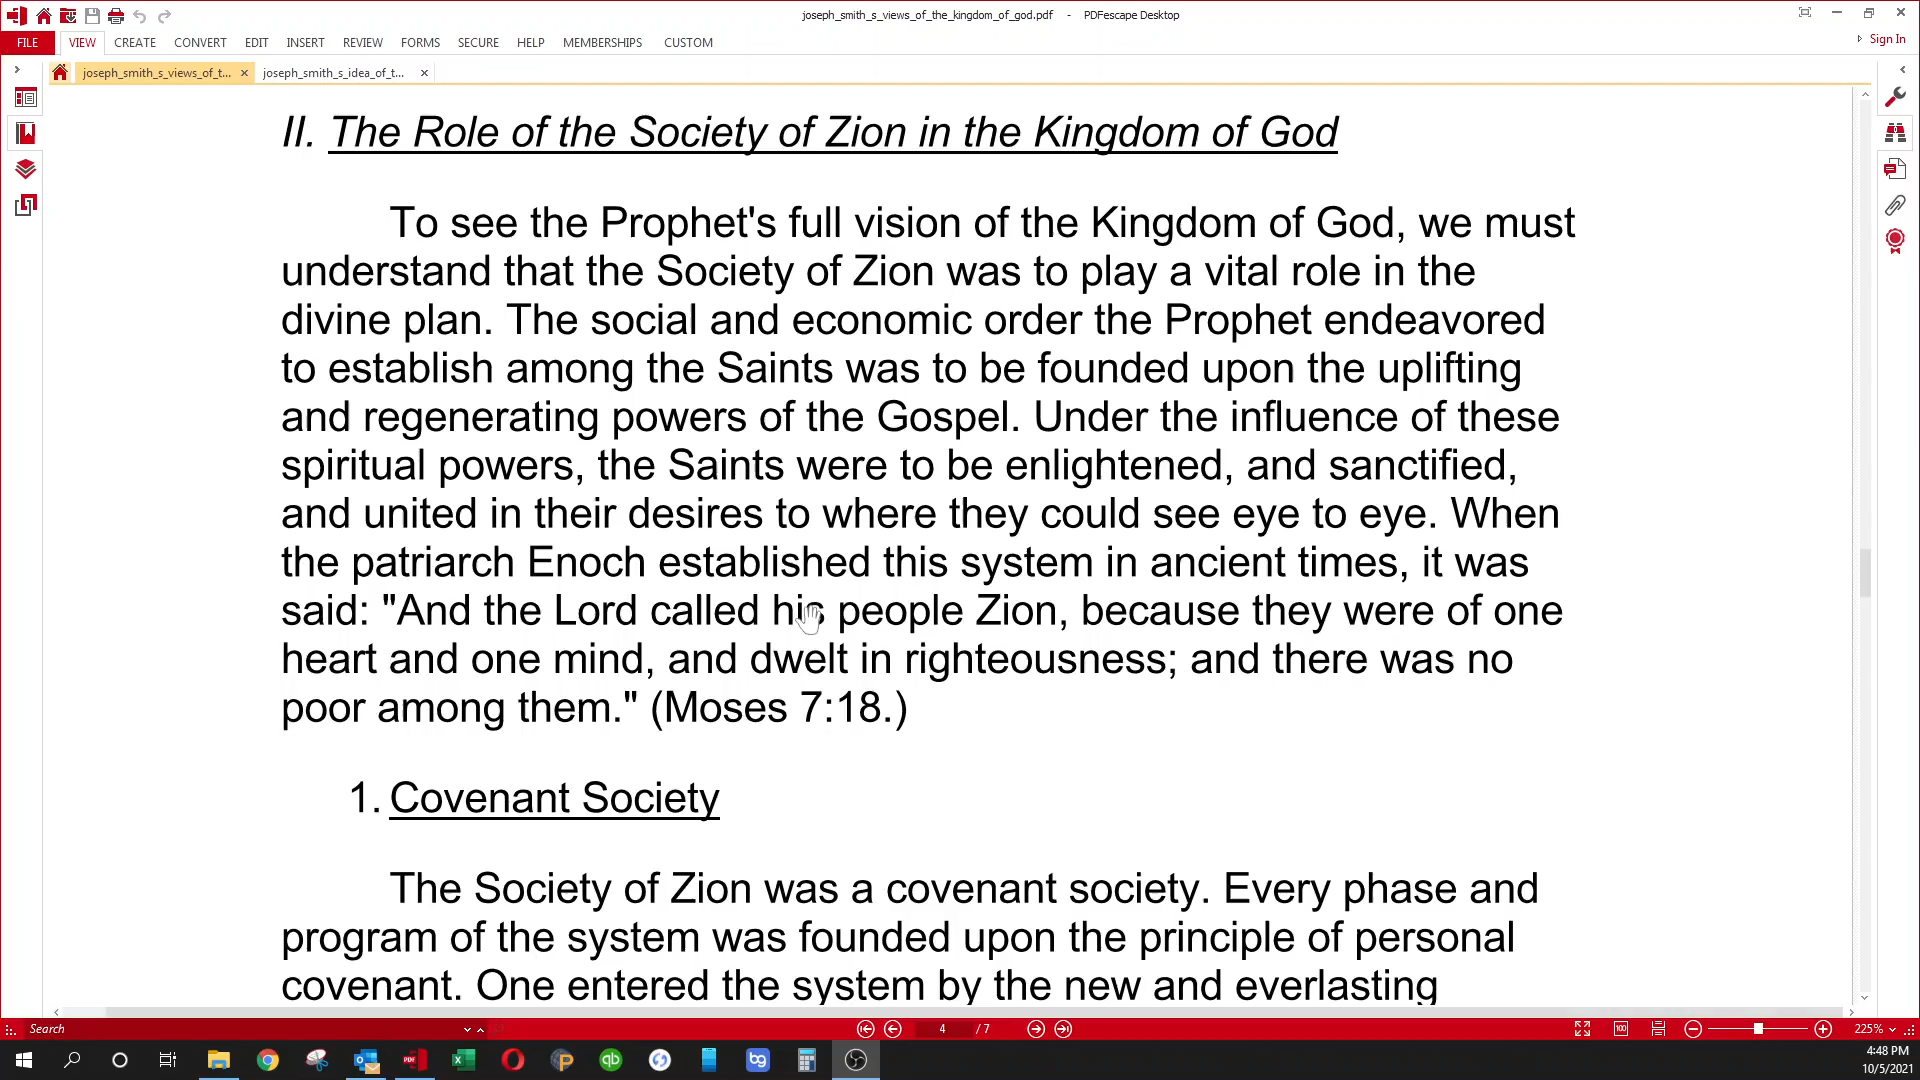 joseph_smith_s_views_of_the_kingdom_of_god.pdf - PDFescape Desktop
FILE VIEW CREATE CONVERT EDIT INSERT REVIEW FORMS SECURE HELP MEMBERSHIPS CUSTOM Sign In
joseph_smith_s_views_of_t... joseph_smith_s_idea_of_t...
II. The Role of the Society of Zion in the Kingdom of God
To see the Prophet's full vision of the Kingdom of God, we must
understand that the Society of Zion was to play a vital role in the
divine plan. The social and economic order the Prophet endeavored
to establish among the Saints was to be founded upon the uplifting
and regenerating powers of the Gospel. Under the influence of these
spiritual powers, the Saints were to be enlightened, and sanctified,
and united in their desires to where they could see eye to eye. When
the patriarch Enoch established this system in ancient times, it was
said: "And the Lord called his people Zion, because they were of one
heart and one mind, and dwelt in righteousness; and there was no
poor among them." (Moses 7:18.)
1. Covenant Society
The Society of Zion was a covenant society. Every phase and
program of the system was founded upon the principle of personal
covenant. One entered the system by the new and everlasting
Search 4 / 7 100 225%
PDF qb bg 4:48 PM
10/5/2021